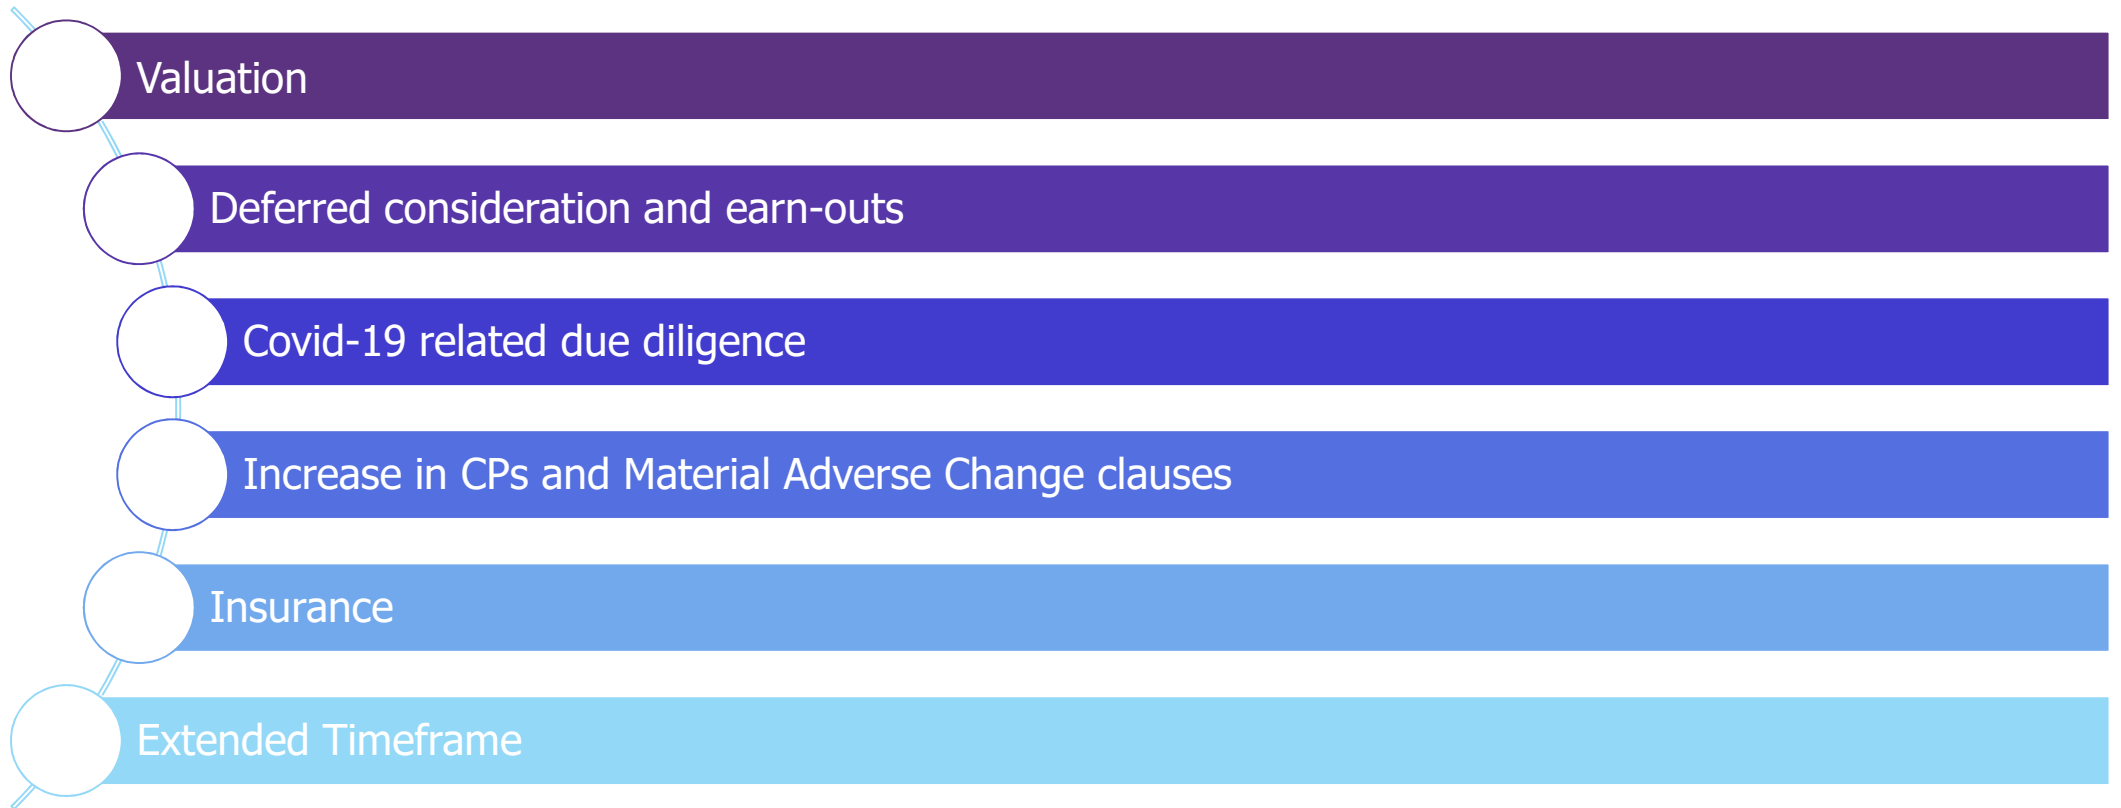 Valuation
Deferred consideration and earn-outs
Covid-19 related due diligence
Increase in CPs and Material Adverse Change clauses
Insurance
Extended Timeframe